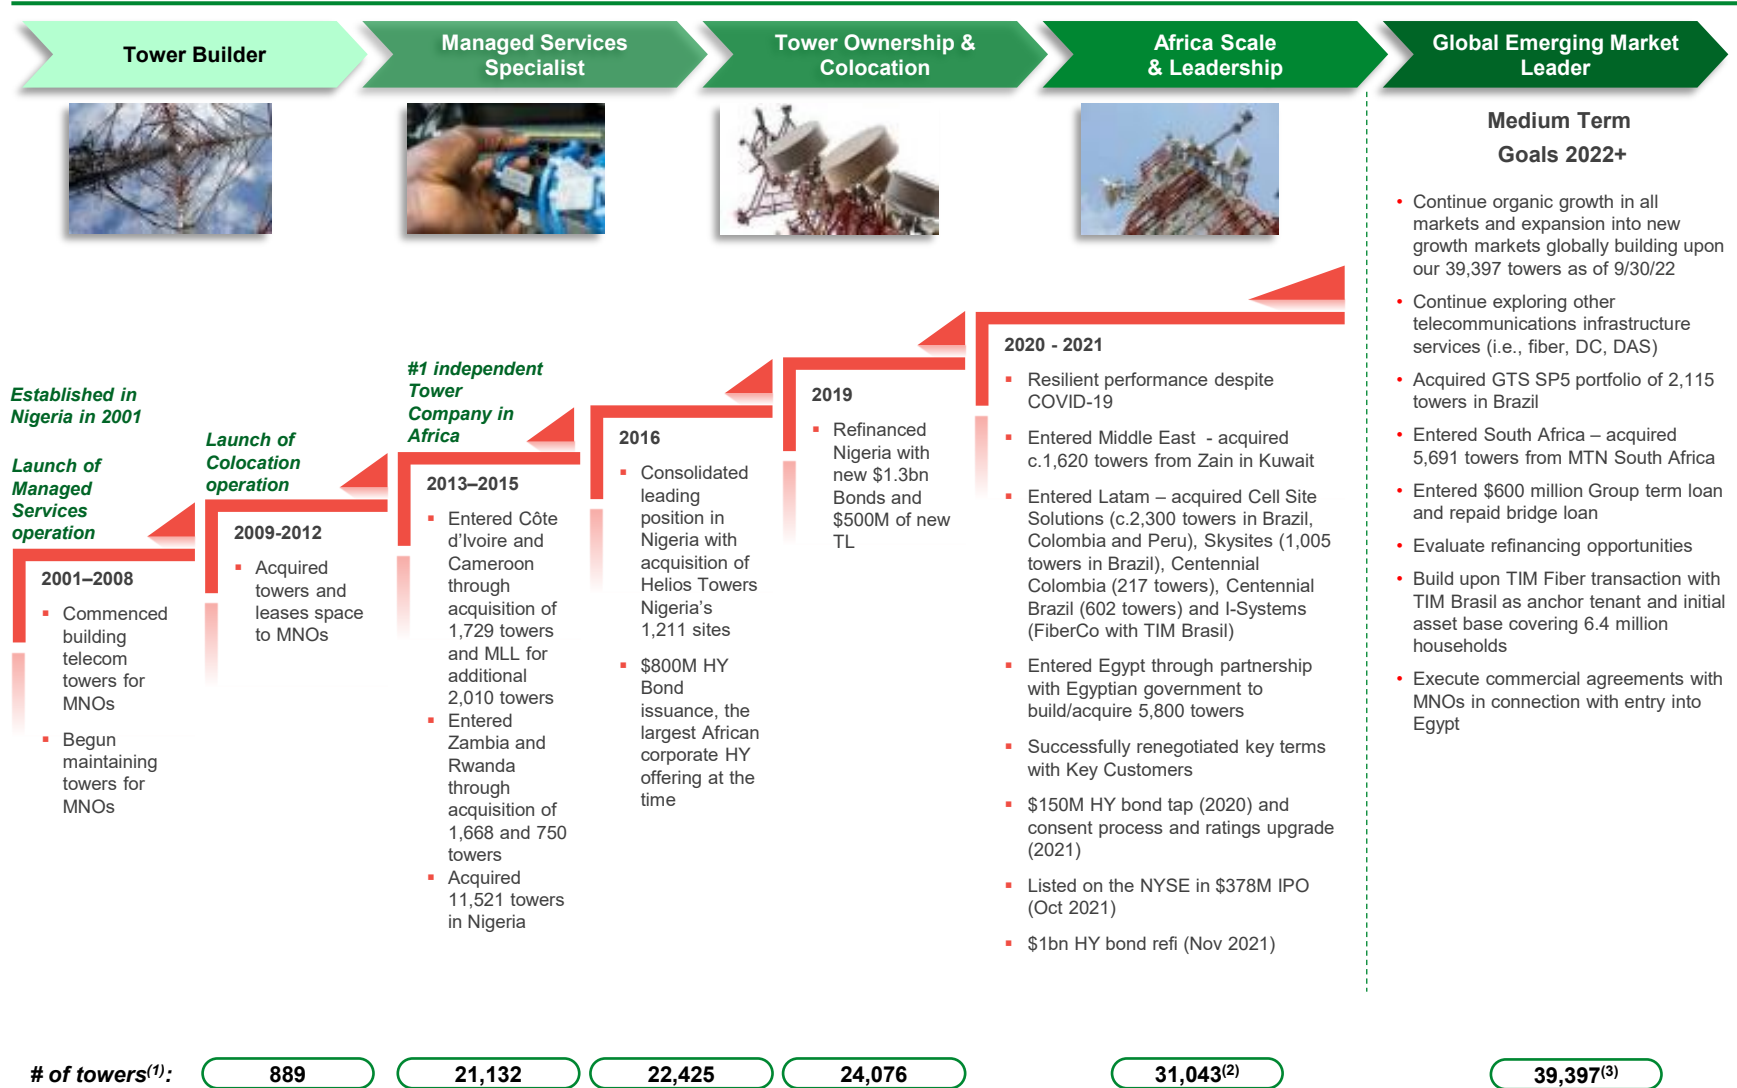 Tower Builder
Managed Services
Specialist
Tower Ownership &
Colocation
Africa Scale
& Leadership
Global Emerging Market
Leader
Established in
Nigeria in 2001
Launch of
Managed
Services
operation
2001–2008
▪ Commenced
building
telecom
towers for
MNOs
▪ Begun
maintaining
towers for
MNOs
Launch of
Colocation
operation
2009-2012
▪ Acquired
towers and
leases space
to MNOs
#1 independent
Tower
Company in
Africa
2013–2015
▪ Entered Côte
d’Ivoire and
Cameroon
through
acquisition of
1,729 towers
and MLL for
additional
2,010 towers
▪ Entered
Zambia and
Rwanda
through
acquisition of
1,668 and 750
towers
▪ Acquired
11,521 towers
in Nigeria
2016
▪ Consolidated
leading
position in
Nigeria with
acquisition of
Helios Towers
Nigeria’s
1,211 sites
▪ $800M HY
Bond
issuance, the
largest African
corporate HY
offering at the
time
2019
▪ Refinanced
Nigeria with
new $1.3bn
Bonds and
$500M of new
TL
2020 - 2021
▪ Resilient performance despite
COVID-19
▪ Entered Middle East - acquired
c.1,620 towers from Zain in Kuwait
▪ Entered Latam – acquired Cell Site
Solutions (c.2,300 towers in Brazil,
Colombia and Peru), Skysites (1,005
towers in Brazil), Centennial
Colombia (217 towers), Centennial
Brazil (602 towers) and I-Systems
(FiberCo with TIM Brasil)
▪ Entered Egypt through partnership
with Egyptian government to
build/acquire 5,800 towers
▪ Successfully renegotiated key terms
with Key Customers
▪ $150M HY bond tap (2020) and
consent process and ratings upgrade
(2021)
▪ Listed on the NYSE in $378M IPO
(Oct 2021)
▪ $1bn HY bond refi (Nov 2021)
Medium Term
Goals 2022+
• Continue organic growth in all
markets and expansion into new
growth markets globally building upon
our 39,397 towers as of 9/30/22
• Continue exploring other
telecommunications infrastructure
services (i.e., fiber, DC, DAS)
• Acquired GTS SP5 portfolio of 2,115
towers in Brazil
• Entered South Africa – acquired
5,691 towers from MTN South Africa
• Entered $600 million Group term loan
and repaid bridge loan
• Evaluate refinancing opportunities
• Build upon TIM Fiber transaction with
TIM Brasil as anchor tenant and initial
asset base covering 6.4 million
households
• Execute commercial agreements with
MNOs in connection with entry into
Egypt
# of towers(1): 889 21,132 22,425 24,076 31,043(2) 39,397(3)